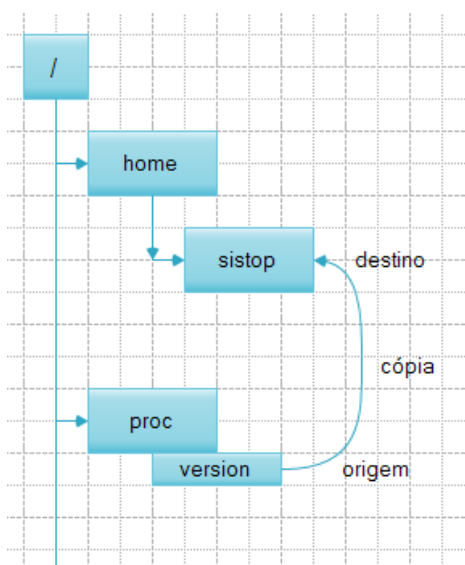 /
home
sistop
destino
cópia
proc
version
origem